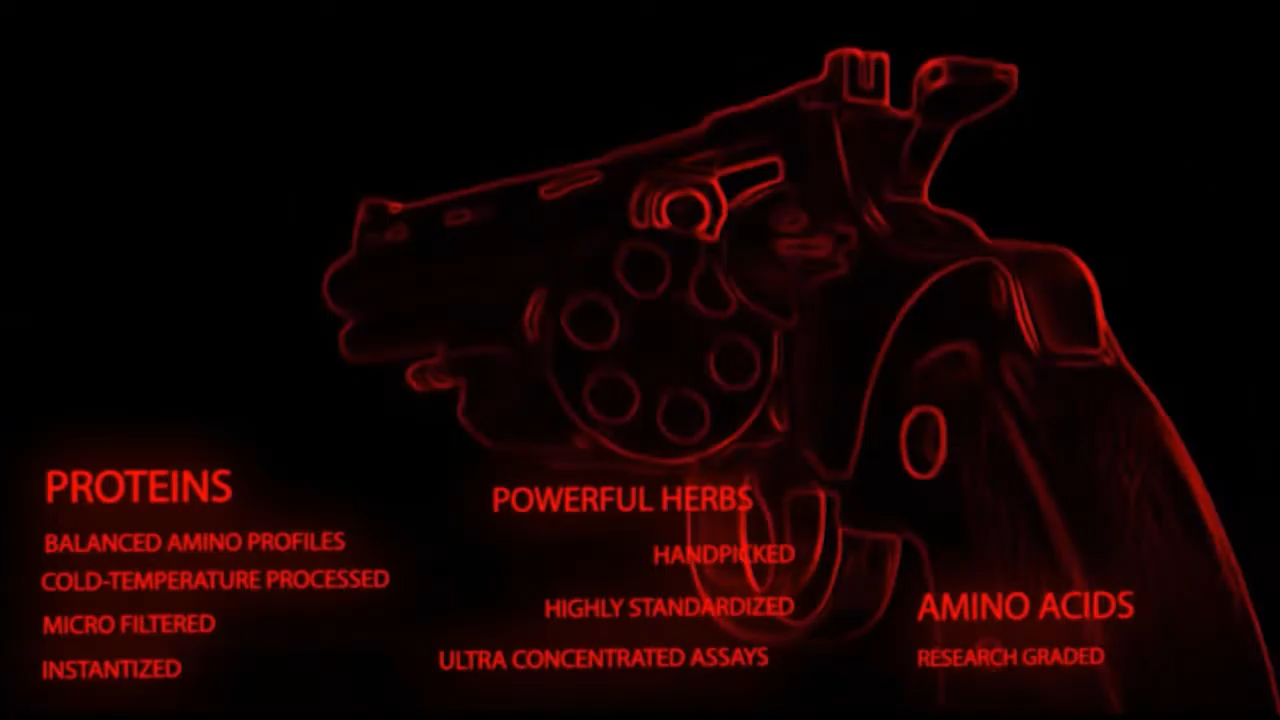 PROTEINS
BALANCED AMINO PROFILES
COLD-TEMPERATURE PROCESSED
MICRO FILTERED
INSTANTIZED
POWERFUL HERBS
HANDPICKED
HIGHLY STANDARDIZED
ULTRA CONCENTRATED ASSAYS
AMINO ACIDS
RESEARCH GRADED